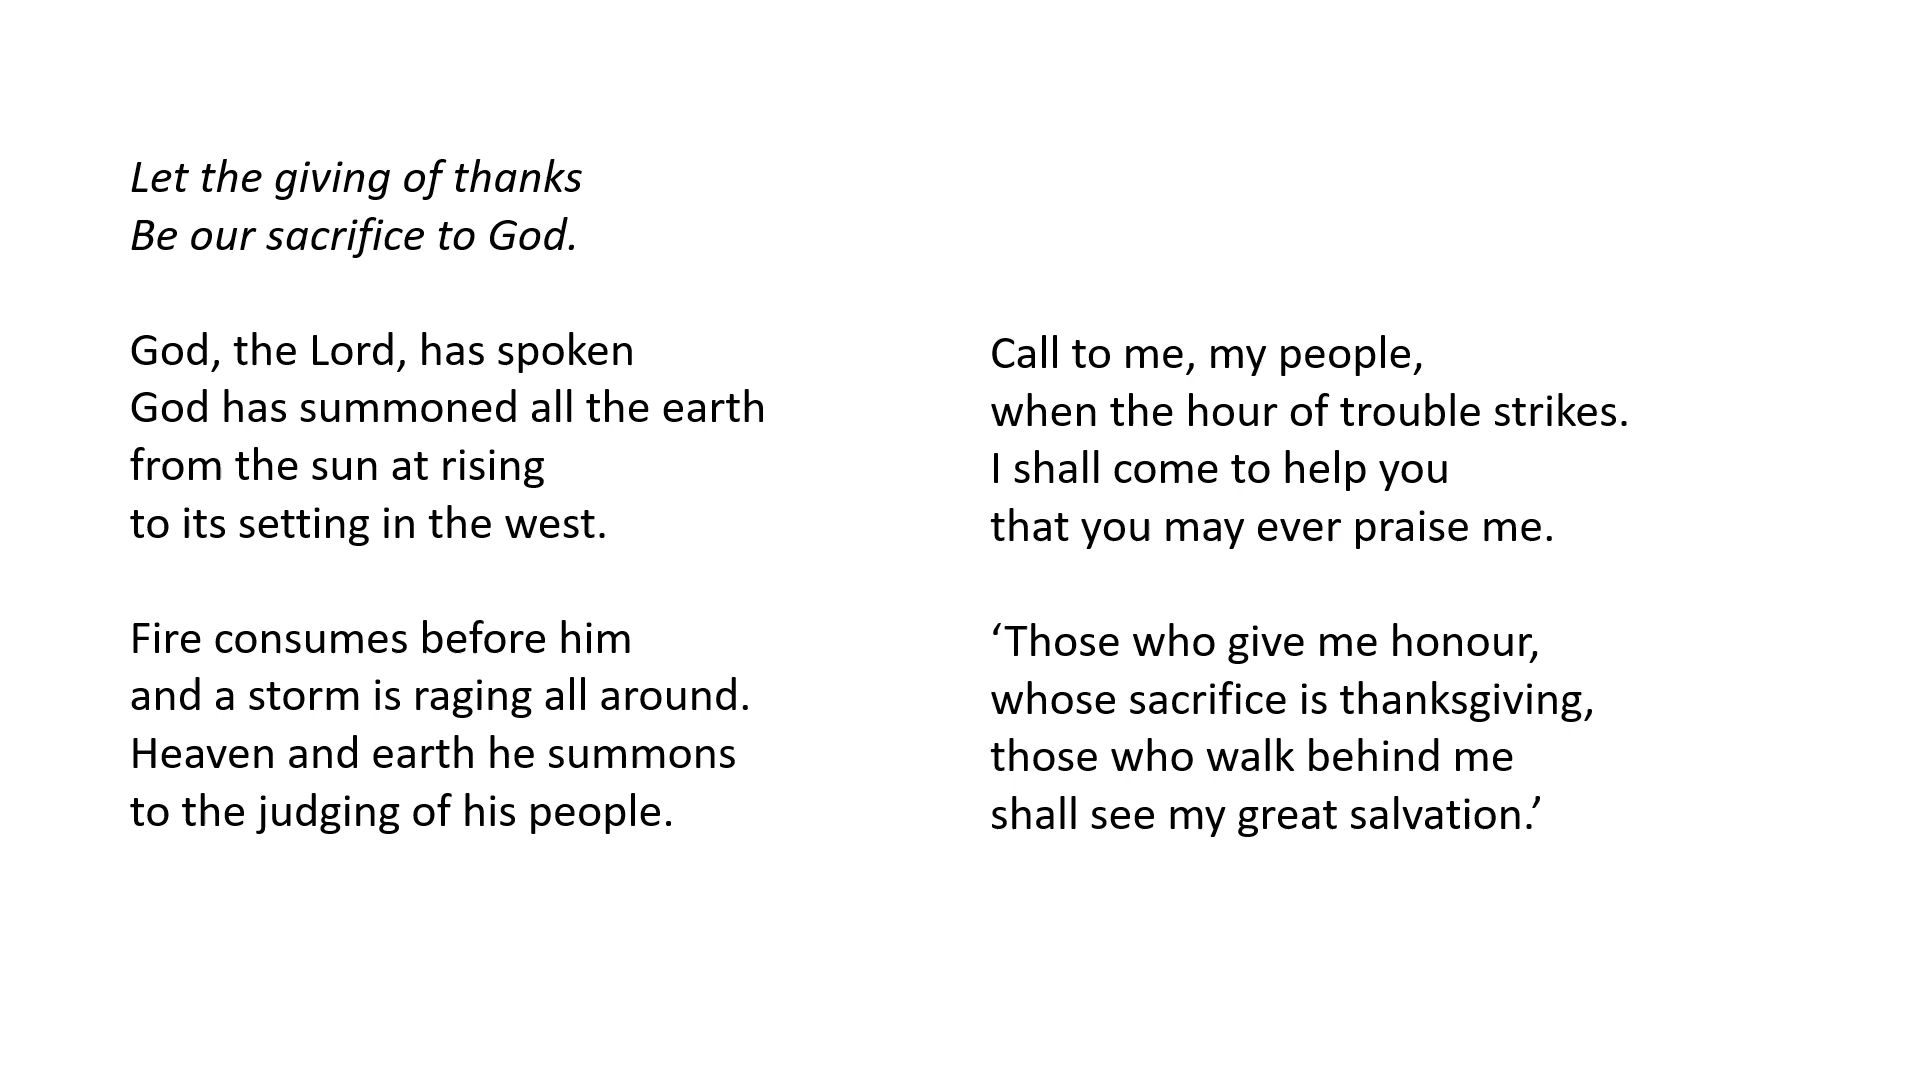 Let the giving of thanks
Be our sacrifice to God.
God, the Lord, has spoken
God has summoned all the earth
from the sun at rising
to its setting in the west.
Fire consumes before him
and a storm is raging all around.
Heaven and earth he summons
to the judging of his people.
Call to me, my people,
when the hour of trouble strikes.
I shall come to help you
that you may ever praise me.
‘Those who give me honour,
whose sacrifice is thanksgiving,
those who walk behind me
shall see my great salvation.’